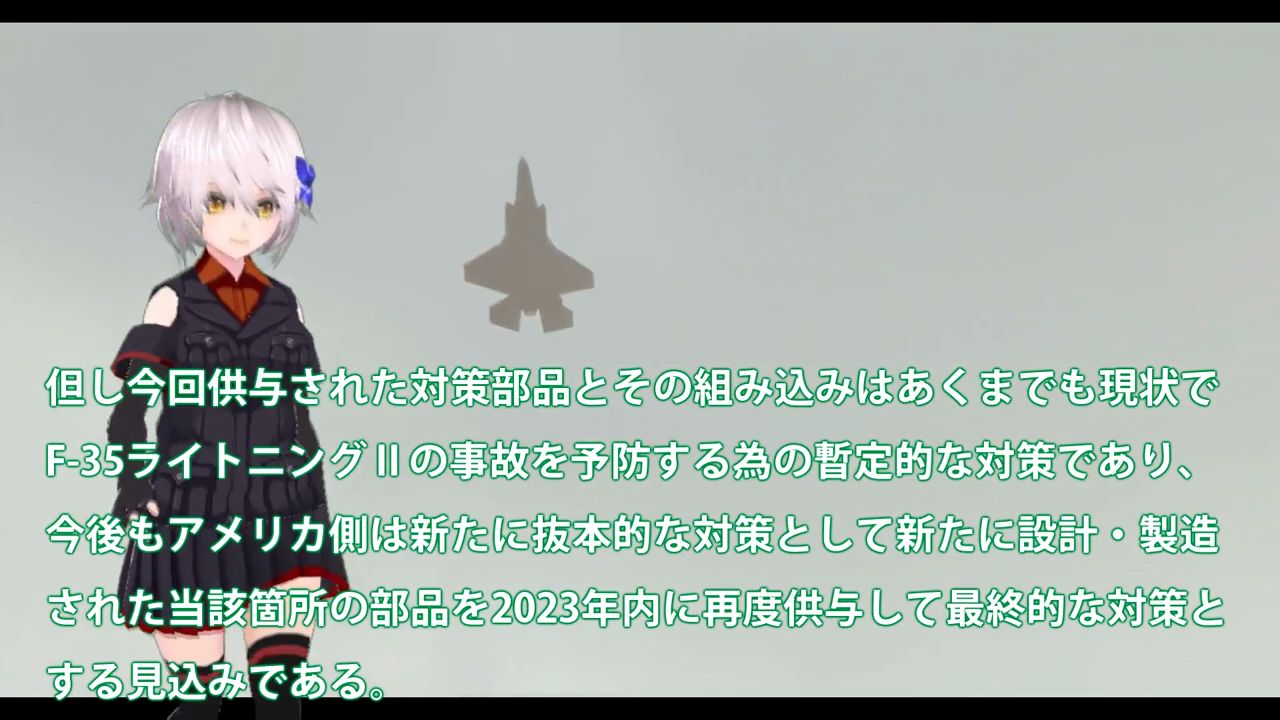 但し今回供与された対策部品とその組み込みはあくまでも現状で
F-35ライトニングⅡの事故を予防する為の暫定的な対策であり、
今後もアメリカ側は新たに抜本的な対策として新たに設計・製造
された当該箇所の部品を2023年内に再度供与して最終的な対策と
する見込みである。